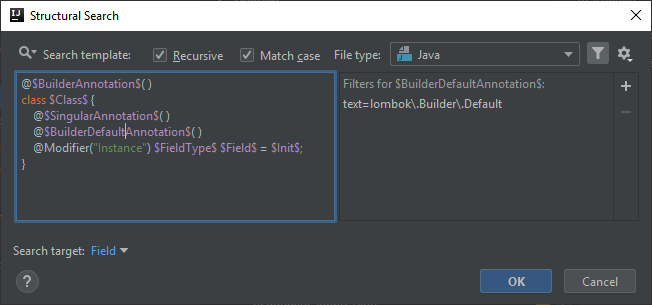 Structural Search
Search template:
Recursive
Match case
File type:
Java
@$BuilderAnnotation$( )
class $Class$ {
@$SingularAnnotation$( )
@$BuilderDefaultAnnotation$( )
@Modifier("Instance") $FieldType$ $Field$ = $Init$;
}
Filters for $BuilderDefaultAnnotation$:
text=lombok\.Builder\.Default
Search target: Field
?
OK
Cancel